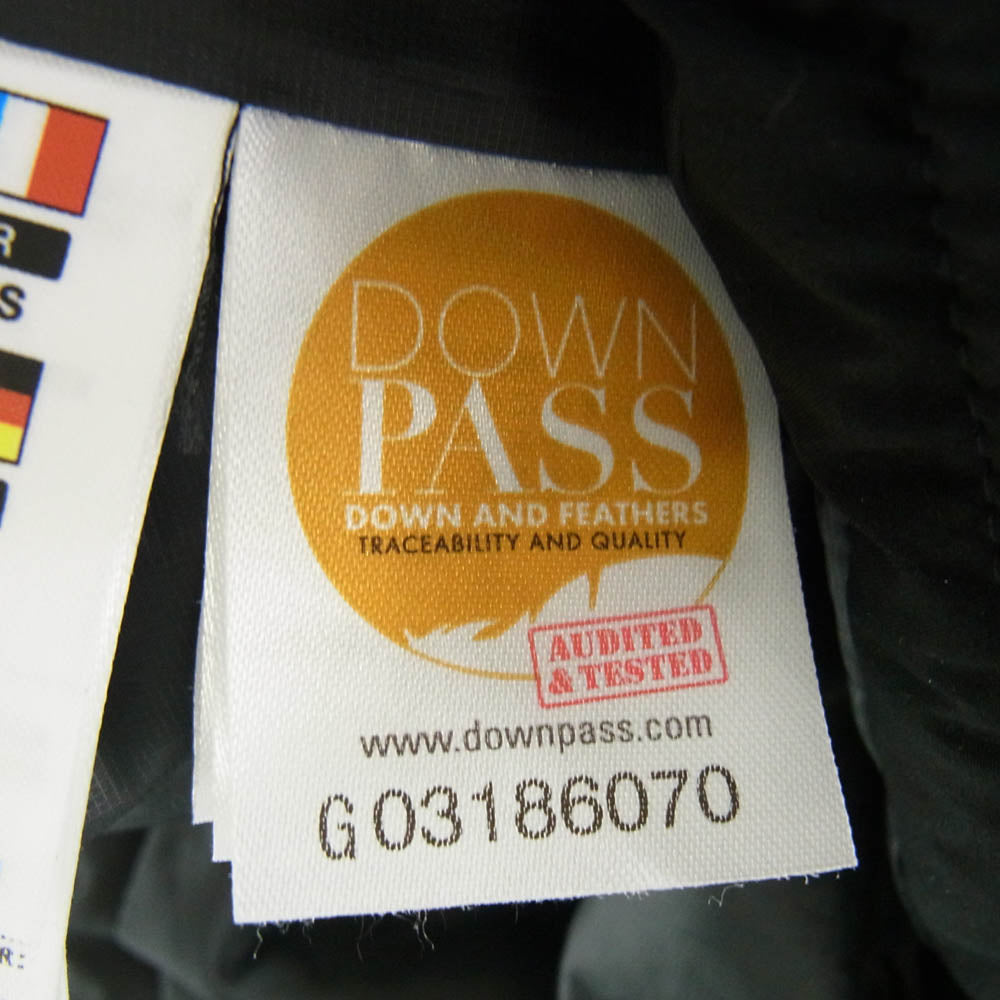 R
S
DOWN
PASS
DOWN AND FEATHERS
TRACEABILITY AND QUALITY
AUDITED
& TESTED
www.downpass.com
G03186070
R: